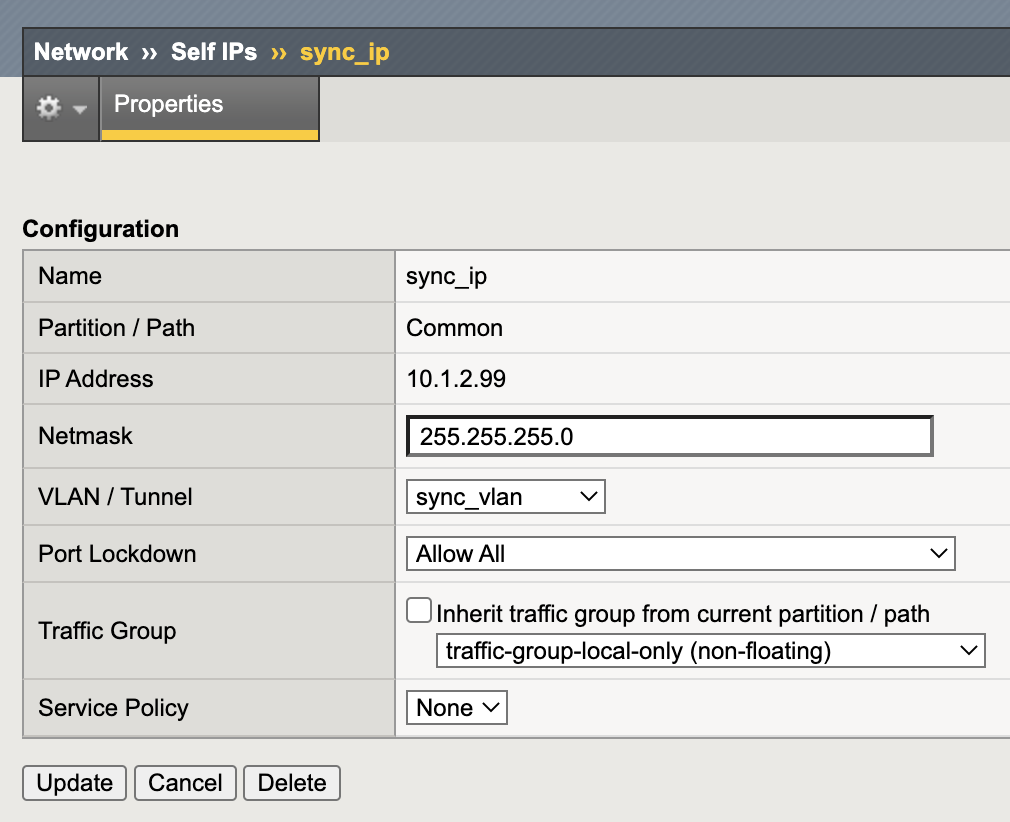 Network ›› Self IPs ›› sync_ip
Properties
Configuration
Name sync_ip
Partition / Path Common
IP Address 10.1.2.99
Netmask 255.255.255.0
VLAN / Tunnel sync_vlan
Port Lockdown Allow All
Traffic Group Inherit traffic group from current partition / path
traffic-group-local-only (non-floating)
Service Policy None
Update Cancel Delete